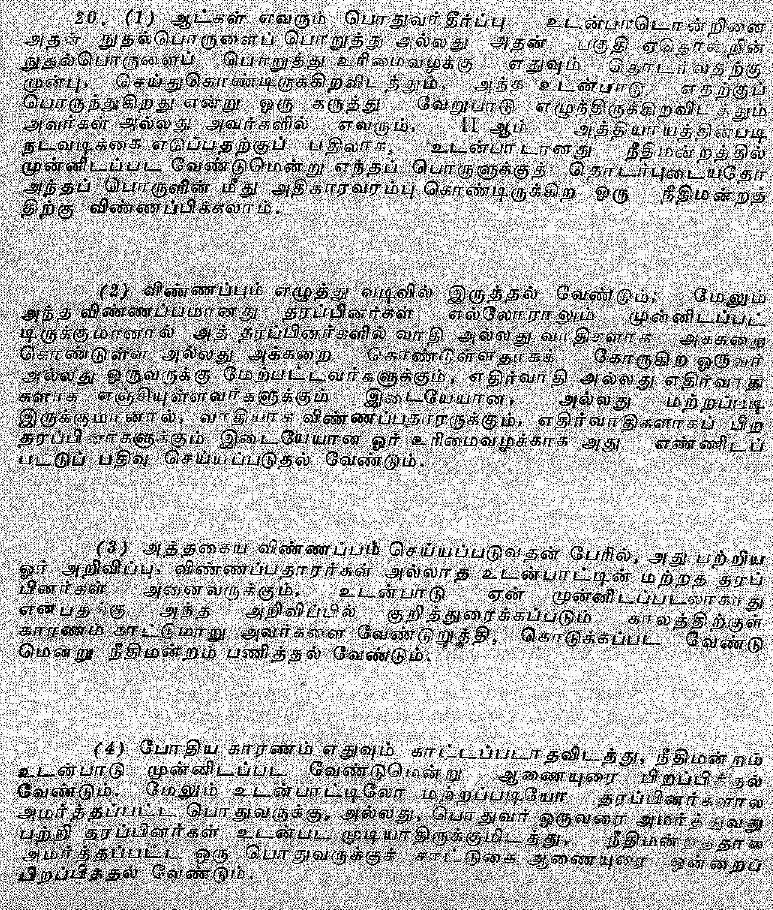 20. (1) ஆட்கள் எவரும் பொதுவர்தீர்ப்பு உடன்பாடொன்றினை
அதன் நுதல்பொருளைப் பொறுத்து அல்லது அதன் பகுதி ஏதொன்றின்
நுதல்பொருளைப் பொறுத்து உரிமைவழக்கு எதுவும் தொடர்வதற்கு
முன்பு, செய்துகொண்டிருக்கிறவிடத்தும், அந்த உடன்பாடு எதற்குப்
பொருந்துகிறது என்று ஒரு கருத்து வேறுபாடு எழுந்திருக்கிறவிடத்தும்
அவர்கள் அல்லது அவர்களில் எவரும், II ஆம் அத்தியாயத்தின்படி
நடவடிக்கை எடுப்பதற்குப் பதிலாக, உடன்பாடானது நீதிமன்றத்தில்
முன்னிடப்பட வேண்டுமென்று எந்தப் பொருளுக்குத் தொடர்புடையதோ
அந்தப் பொருளின் மீது அதிகாரவரம்பு கொண்டிருக்கிற ஒரு நீதிமன்றத்
திற்கு விண்ணப்பிக்கலாம்.
(2) விண்ணப்பம் எழுத்து வடிவில் இருத்தல் வேண்டும்; மேலும்
அந்த விண்ணப்பமானது தரப்பினர்கள் எல்லோராலும் முன்னிடப்பட்
டிருக்குமானால் அத் தரப்பினர்களில் வாதி அல்லது வாதிகளாக அக்கறை
கொண்டுள்ள அல்லது அக்கறை கொண்டுள்ளதாகக் கோருகிற ஒருவர்
அல்லது ஒருவருக்கு மேற்பட்டவர்களுக்கும், எதிர்வாதி அல்லது எதிர்வாதி
களாக எஞ்சியுள்ளவர்களுக்கும் இடையேயான, அல்லது மற்றப்படி
இருக்குமானால், வாதியாக விண்ணப்பதாரருக்கும், எதிர்வாதிகளாகப் பிற
தரப்பினர்களுக்கும் இடையேயான ஓர் உரிமைவழக்காக அது எண்ணிடப்
பட்டுப் பதிவு செய்யப்படுதல் வேண்டும்.
(3) அத்தகைய விண்ணப்பம் செய்யப்படுவதன் பேரில், அது பற்றிய
ஓர் அறிவிப்பு, விண்ணப்பதாரர்கள் அல்லாத உடன்பாட்டின் மற்றத் தரப்
பினர்கள் அனைவருக்கும், உடன்பாடு ஏன் முன்னிடப்படலாகாது
என்பதற்கு அந்த அறிவிப்பில் குறித்துரைக்கப்படும் காலத்திற்குள்
காரணம் காட்டுமாறு அவர்களை வேண்டுறுத்தி, கொடுக்கப்பட வேண்டு
மென்று நீதிமன்றம் பணித்தல் வேண்டும்.
(4) போதிய காரணம் எதுவும் காட்டப்படாதவிடத்து, நீதிமன்றம்
உடன்பாடு முன்னிடப்பட வேண்டுமென்று ஆணையுரை பிறப்பித்தல்
வேண்டும். மேலும் உடன்பாட்டிலோ மற்றப்படியோ தரப்பினர்களால்
அமர்த்தப்பட்ட பொதுவருக்கு, அல்லது, பொதுவர் ஒருவரை அமர்த்துவது
பற்றி தரப்பினர்கள் உடன்பட முடியாதிருக்குமிடத்து, நீதிமன்றத்தால்
அமர்த்தப்பட்ட ஒரு பொதுவருக்குச் சாட்டுகை ஆணையுரை ஒன்றைப்
பிறப்பித்தல் வேண்டும்.